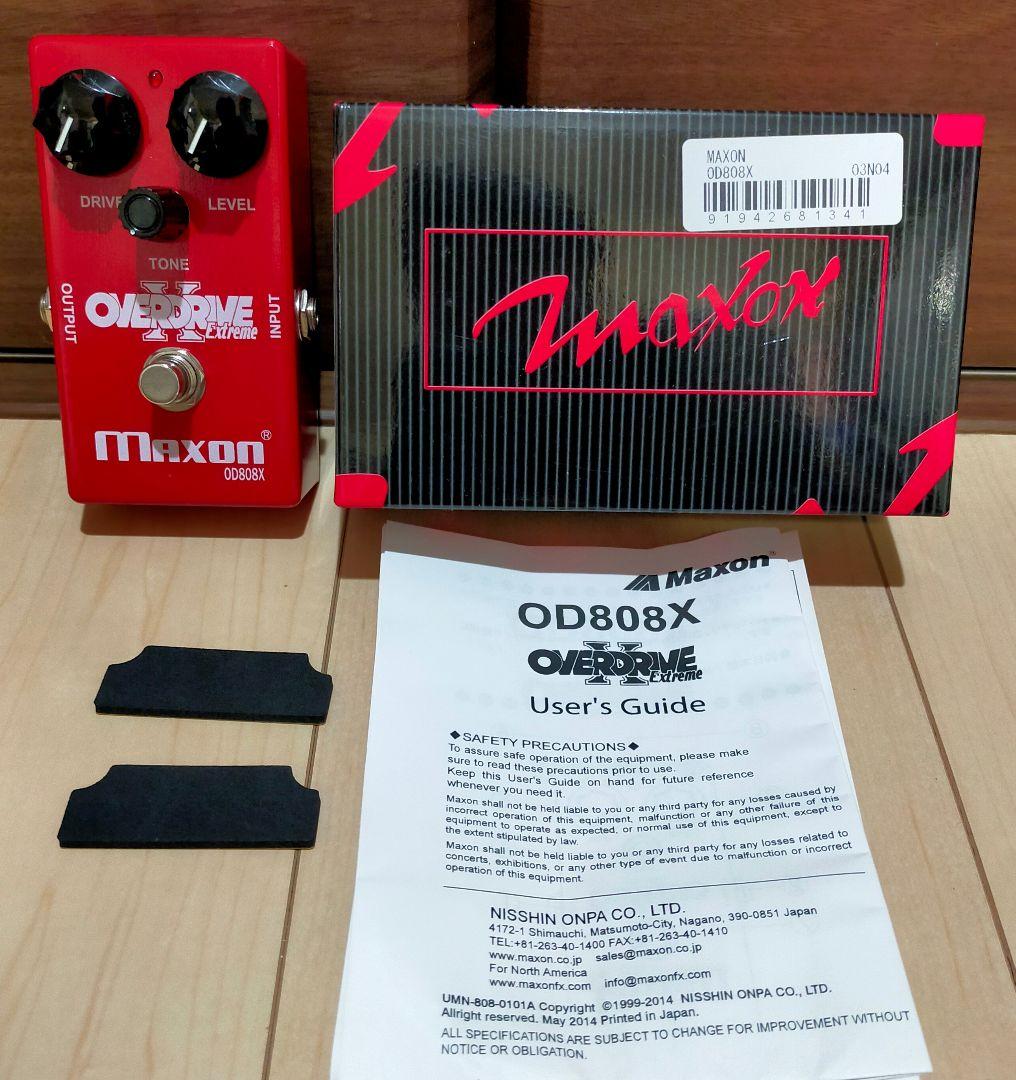 DRIVE
LEVEL
TONE
OUTPUT
INPUT
OVERDRIVE
II
Extreme
maxon®
OD808X
MAXON
OD808X 03N04
91942681341
maxon
Maxon®
OD808X
OVERDRIVE
II
Extreme
User's Guide
◆SAFETY PRECAUTIONS◆
To assure safe operation of the equipment, please make
sure to read these precautions prior to use.
Keep this User's Guide on hand for future reference
whenever you need it.
Maxon shall not be held liable to you or any third party for any losses caused by
incorrect operation of this equipment, malfunction or any other failure of this
equipment to operate as expected, or normal use of this equipment, except to
the extent stipulated by law.
Maxon shall not be held liable to you or any third party for any losses related to
concerts, exhibitions, or any other type of event due to malfunction or incorrect
operation of this equipment.
NISSHIN ONPA CO., LTD.
4172-1 Shimauchi, Matsumoto-City, Nagano, 390-0851 Japan
TEL:+81-263-40-1400 FAX:+81-263-40-1410
www.maxon.co.jp sales@maxon.co.jp
For North America
www.maxonfx.com info@maxonfx.com
UMN-808-0101A Copyright ©1999-2014 NISSHIN ONPA CO., LTD.
Allright reserved. May 2014 Printed in Japan.
ALL SPECIFICATIONS ARE SUBJECT TO CHANGE FOR IMPROVEMENT WITHOUT
NOTICE OR OBLIGATION.